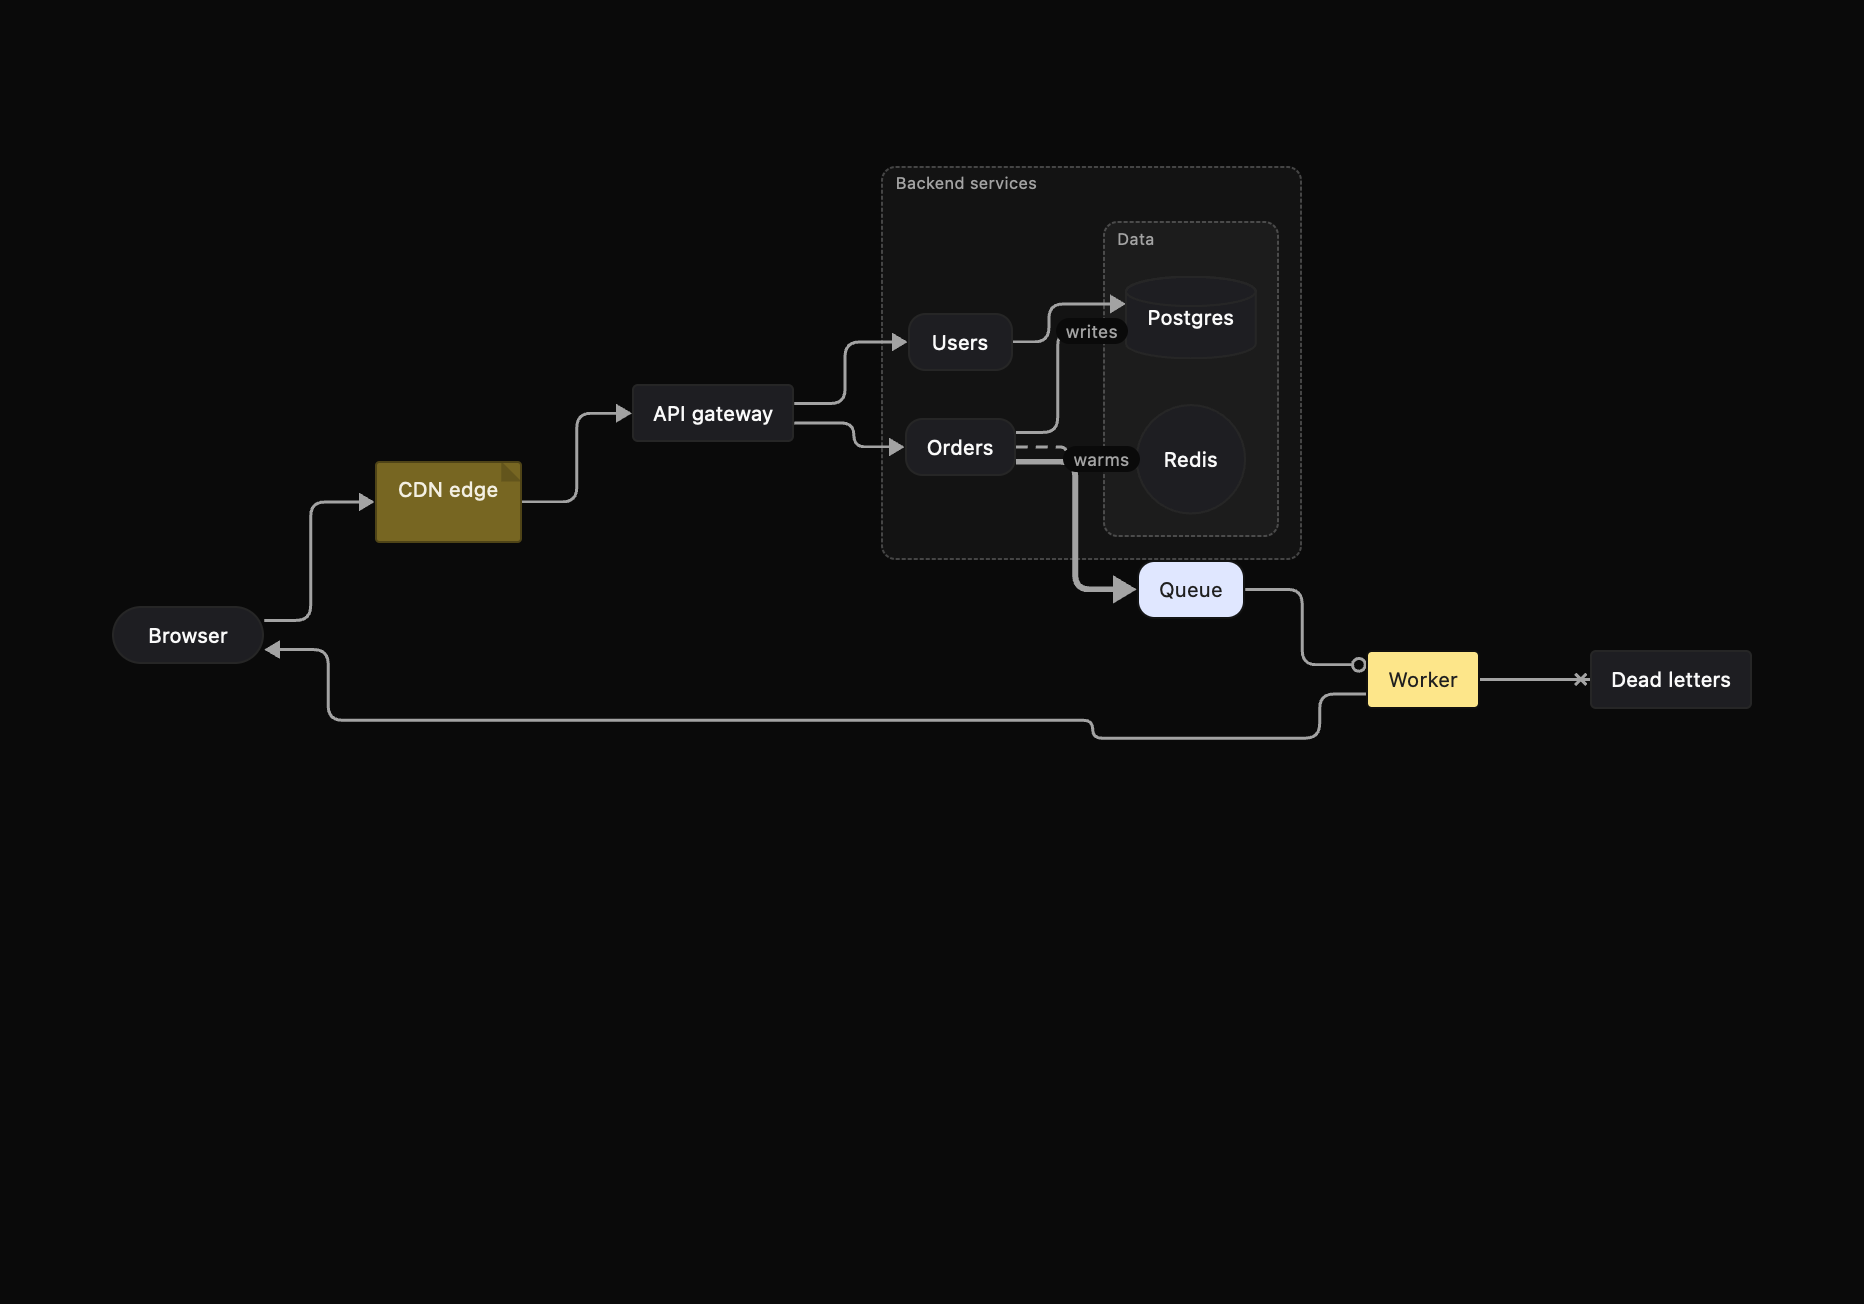 Backend services
Data
Postgres
writes
Users
API gateway
Orders
warms
Redis
CDN edge
Queue
Browser
Worker
Dead letters